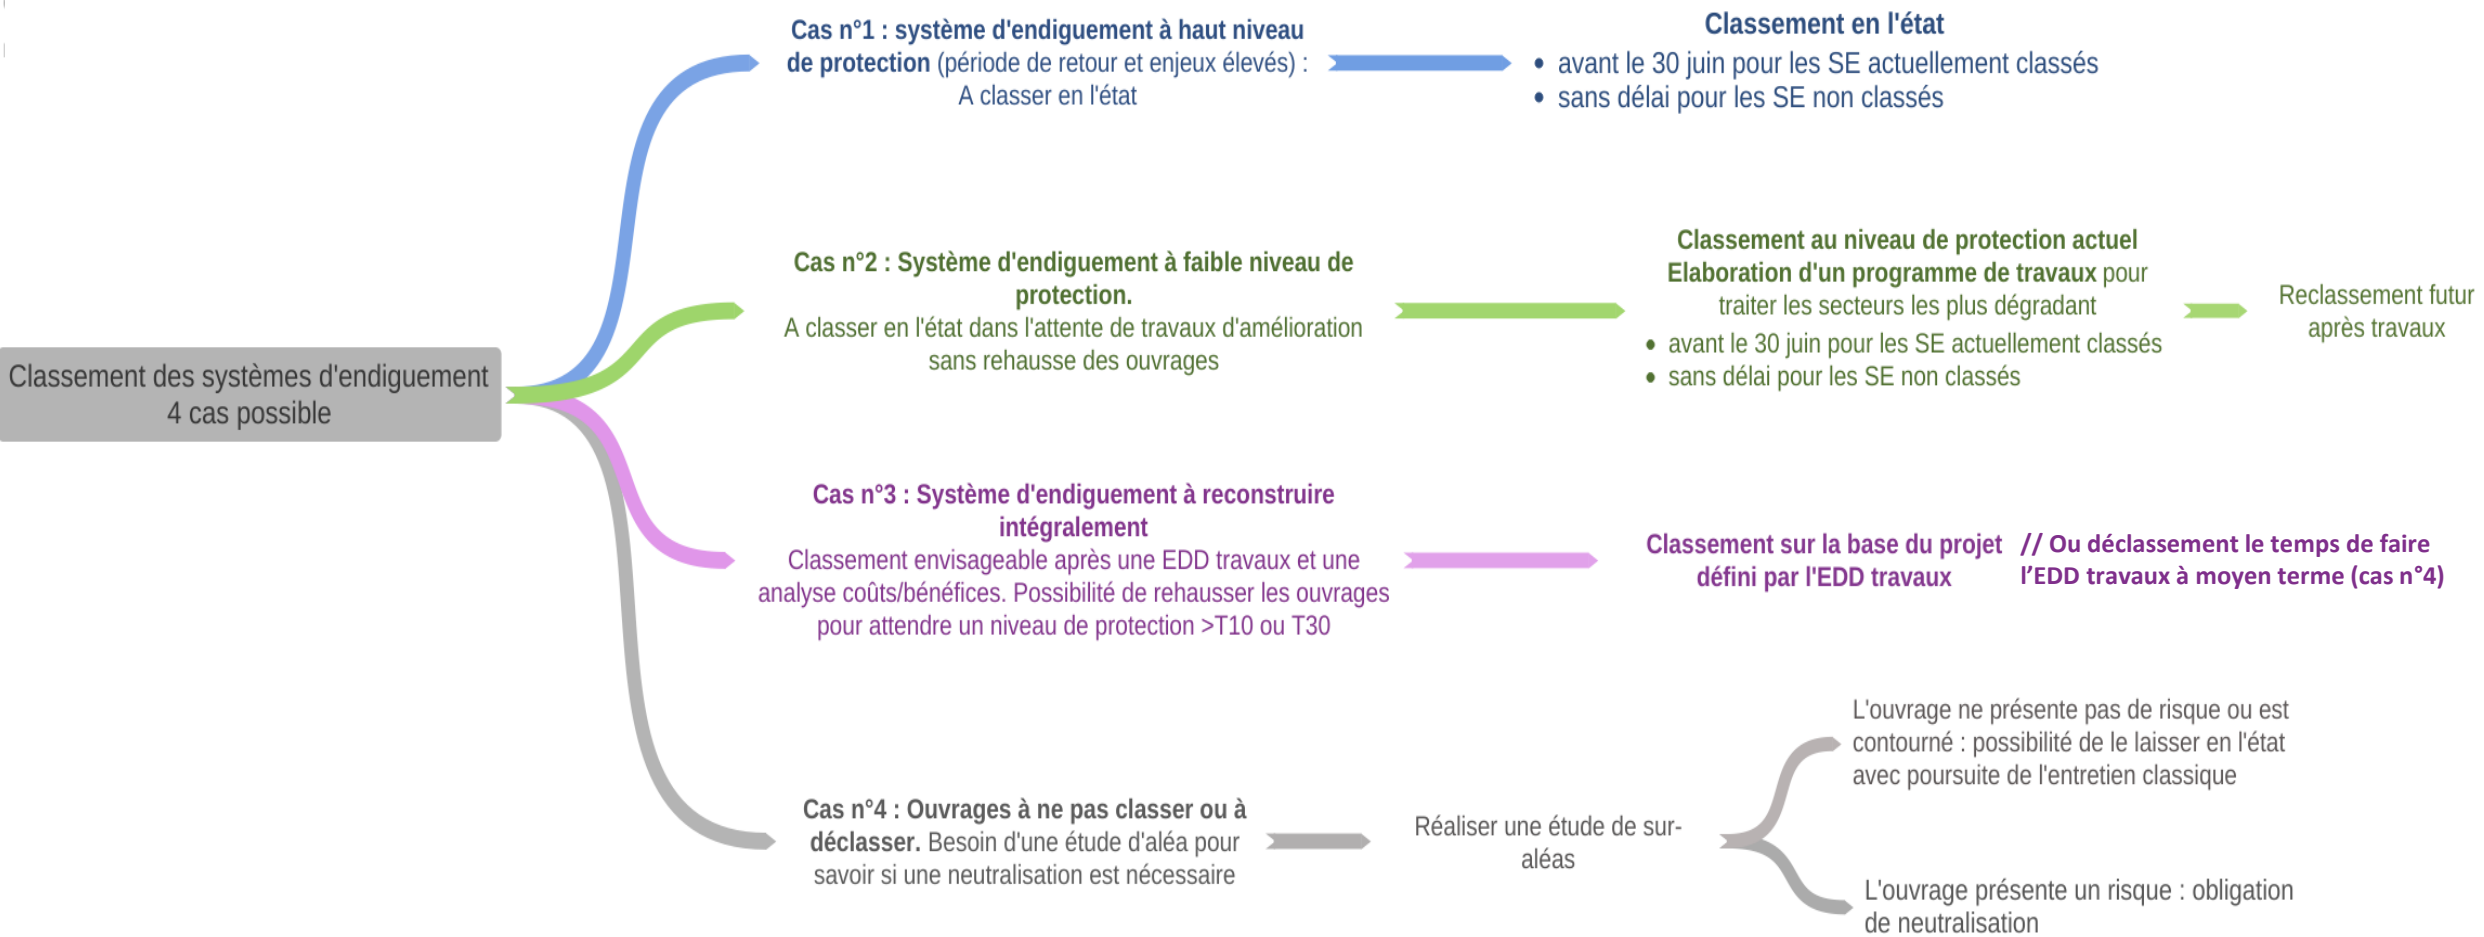 Classement des systèmes d'endiguement
4 cas possible
Cas n°1 : système d'endiguement à haut niveau
de protection (période de retour et enjeux élevés) :
A classer en l'état
Classement en l'état
• avant le 30 juin pour les SE actuellement classés
• sans délai pour les SE non classés
Cas n°2 : Système d'endiguement à faible niveau de
protection.
A classer en l'état dans l'attente de travaux d'amélioration
sans rehausse des ouvrages
Classement au niveau de protection actuel
Elaboration d'un programme de travaux pour
traiter les secteurs les plus dégradant
• avant le 30 juin pour les SE actuellement classés
• sans délai pour les SE non classés
Reclassement futur
après travaux
Cas n°3 : Système d'endiguement à reconstruire
intégralement
Classement envisageable après une EDD travaux et une
analyse coûts/bénéfices. Possibilité de rehausser les ouvrages
pour attendre un niveau de protection >T10 ou T30
Classement sur la base du projet
défini par l'EDD travaux
// Ou déclassement le temps de faire
l’EDD travaux à moyen terme (cas n°4)
Cas n°4 : Ouvrages à ne pas classer ou à
déclasser. Besoin d'une étude d'aléa pour
savoir si une neutralisation est nécessaire
Réaliser une étude de sur-
aléas
L'ouvrage ne présente pas de risque ou est
contourné : possibilité de le laisser en l'état
avec poursuite de l'entretien classique
L'ouvrage présente un risque : obligation
de neutralisation